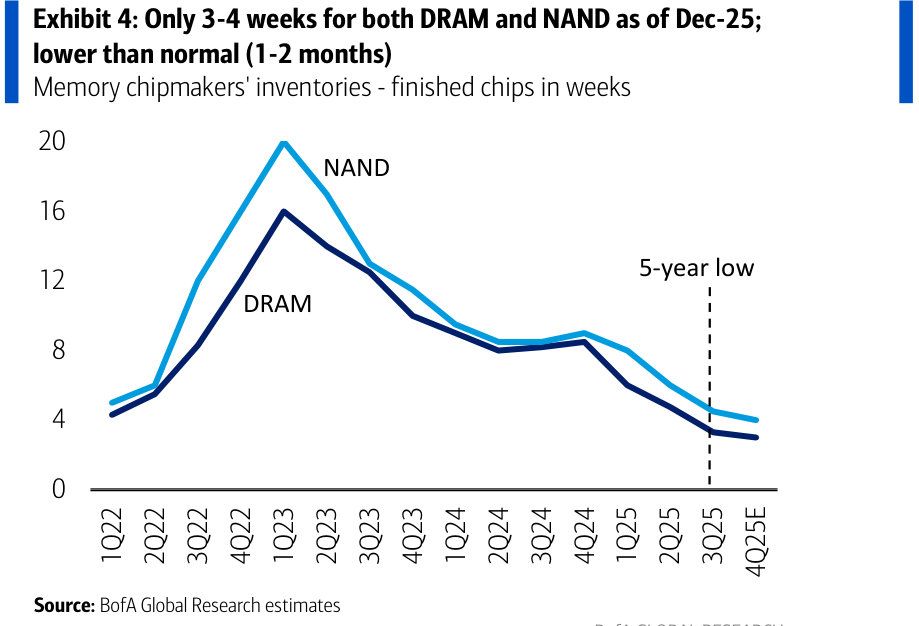 Exhibit 4: Only 3-4 weeks for both DRAM and NAND as of Dec-25;
lower than normal (1-2 months)
Memory chipmakers' inventories - finished chips in weeks
20
NAND
16
12
5-year low
DRAM
8
4
0
1Q22
2Q22
3Q22
4Q22
1Q23
2Q23
3Q23
4Q23
1Q24
2Q24
3Q24
4Q24
1Q25
2Q25
3Q25
4Q25E
Source: BofA Global Research estimates
BofA GLOBAL RESEARCH